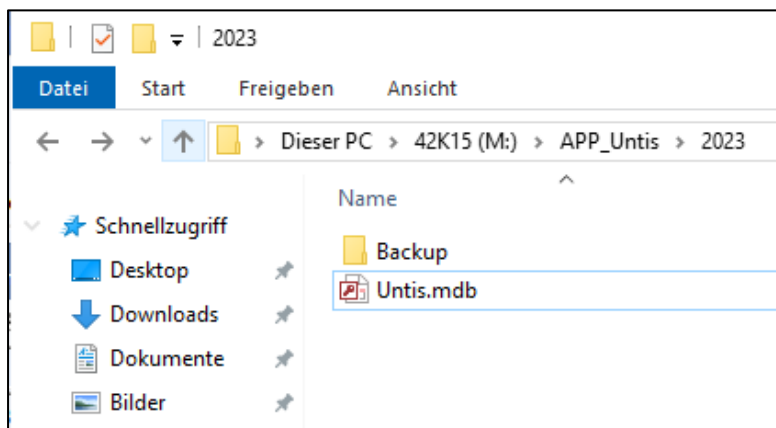 2023
Datei Start Freigeben Ansicht
Dieser PC > 42K15 (M:) > APP_Untis > 2023
Name
Schnellzugriff
Backup
Desktop
Untis.mdb
Downloads
Dokumente
Bilder